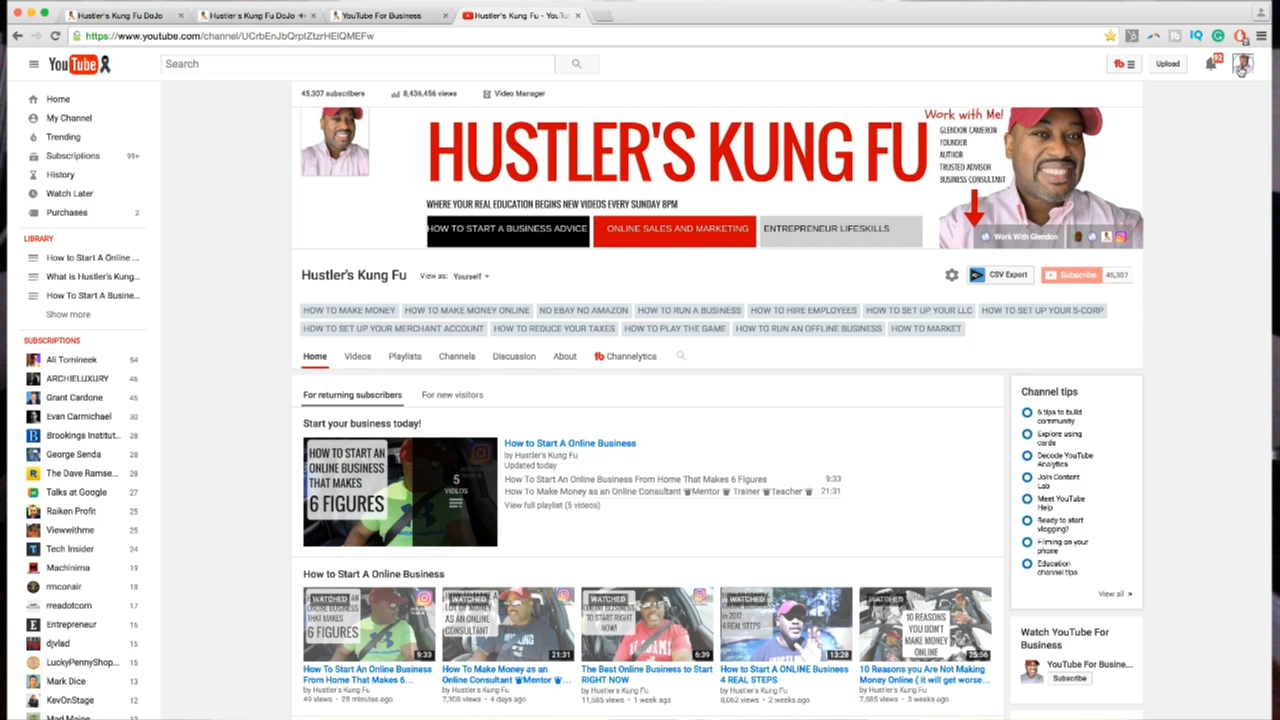 Hustler's Kung Fu DoJo
Hustler's Kung Fu DoJo
YouTube For Business
Hustler's Kung Fu - YouTu
https://www.youtube.com/channel/UCrbEnJbQrpIZtzrHElQMEFw
YouTube
Search
Upload
92
Home
My Channel
Trending
Subscriptions 99+
History
Watch Later
Purchases 2
LIBRARY
How to Start A Online ...
What is Hustler's Kung...
How To Start A Busine...
Show more
SUBSCRIPTIONS
Ali Tomineek 54
ARCHIELUXURY 46
Grant Cardone 45
Evan Carmichael 30
Brookings Institut... 28
George Senda 28
The Dave Ramse... 28
Talks at Google 27
Raiken Profit 25
Viewwithme 25
Tech Insider 24
Machinima 19
rmconair 18
rreadotcom 17
Entrepreneur 16
djvlad 15
LuckyPennyShop... 15
Mark Dice 15
KevOnStage 12
Mad Maine 12
45,307 subscribers
8,436,456 views
Video Manager
HUSTLER'S KUNG FU
WHERE YOUR REAL EDUCATION BEGINS NEW VIDEOS EVERY SUNDAY 8PM
HOW TO START A BUSINESS ADVICE
ONLINE SALES AND MARKETING
ENTREPRENEUR LIFESKILLS
Work with Me!
GLENDON CAMERON
FOUNDER
AUTHOR
TRUSTED ADVISOR
BUSINESS CONSULTANT
Work With Glendon
Hustler's Kung Fu
View as: Yourself
CSV Export
Subscribe 45,307
HOW TO MAKE MONEY
HOW TO MAKE MONEY ONLINE
NO EBAY NO AMAZON
HOW TO RUN A BUSINESS
HOW TO HIRE EMPLOYEES
HOW TO SET UP YOUR LLC
HOW TO SET UP YOUR S-CORP
HOW TO SET UP YOUR MERCHANT ACCOUNT
HOW TO REDUCE YOUR TAXES
HOW TO PLAY THE GAME
HOW TO RUN AN OFFLINE BUSINESS
HOW TO MARKET
Home
Videos
Playlists
Channels
Discussion
About
Channelytics
For returning subscribers
For new visitors
Start your business today!
HOW TO START AN
ONLINE BUSINESS
THAT MAKES
6 FIGURES
5
VIDEOS
How to Start A Online Business
by Hustler's Kung Fu
Updated today
How To Start An Online Business From Home That Makes 6 Figures 9:33
How To Make Money as an Online Consultant ♛Mentor ♛ Trainer ♛Teacher ♛ 21:31
View full playlist (5 videos)
How to Start A Online Business
WATCHED
ONLINE BUSINESS
THAT MAKES
6 FIGURES
9:33
How To Start An Online Business
From Home That Makes 6...
by Hustler's Kung Fu
49 views • 28 minutes ago
WATCHED
LOT OF MONEY
AS AN ONLINE
CONSULTANT
21:31
How To Make Money as an
Online Consultant ♛Mentor ♛...
by Hustler's Kung Fu
7,308 views • 4 days ago
WATCHED
ONLINE BUSINESS
TO START RIGHT
NOW!
6:39
The Best Online Business to Start
RIGHT NOW
by Hustler's Kung Fu
11,585 views • 1 week ago
WATCHED
4 REAL STEPS
13:28
How to Start A ONLINE Business
4 REAL STEPS
by Hustler's Kung Fu
8,062 views • 2 weeks ago
WATCHED
10 REASONS
YOU DON'T
MAKE MONEY
ONLINE
25:56
10 Reasons you Are Not Making
Money Online ( it will get worse...
by Hustler's Kung Fu
7,585 views • 3 weeks ago
Channel tips
6 tips to build
community
Explore using
cards
Decode YouTube
Analytics
Join Content
Lab
Meet YouTube
Help
Ready to start
vlogging?
Filming on your
phone
Education
channel tips
View all
Watch YouTube For
Business
YouTube For Busine...
Subscribe